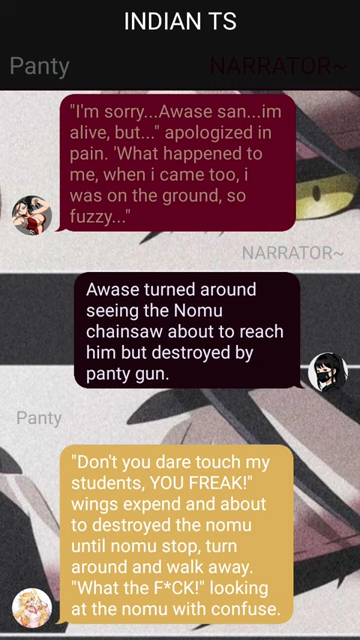 INDIAN TS
Panty
NARRATOR~
"I'm sorry...Awase san...im
alive, but..." apologized in
pain. 'What happened to
me, when i came too, i
was on the ground, so
fuzzy..."
NARRATOR~
Awase turned around
seeing the Nomu
chainsaw about to reach
him but destroyed by
panty gun.
Panty
"Don't you dare touch my
students, YOU FREAK!"
wings expend and about
to destroyed the nomu
until nomu stop, turn
around and walk away.
"What the F*CK!" looking
at the nomu with confuse.